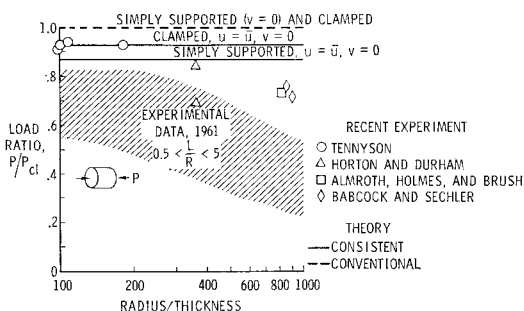 SIMPLY SUPPORTED (v = 0) AND CLAMPED
1.0
CLAMPED, u = ū, v = 0
SIMPLY SUPPORTED, u = ū, v = 0
.8
.6
LOAD
RATIO,
P/Pcl
.4
.2
0
EXPERIMENTAL
DATA, 1961
0.5 < L/R < 5
P
100
200
400
600
800
1000
RADIUS/THICKNESS
RECENT EXPERIMENT
TENNYSON
HORTON AND DURHAM
ALMROTH, HOLMES, AND BRUSH
BABCOCK AND SECHLER
THEORY
CONSISTENT
CONVENTIONAL